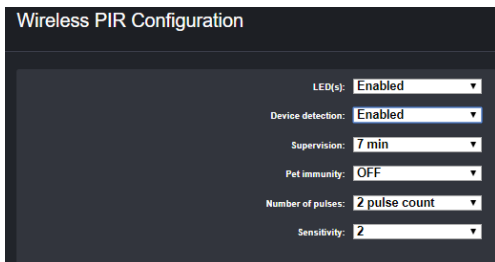 Wireless PIR Configuration
LED(s): Enabled
Device detection: Enabled
Supervision: 7 min
Pet immunity: OFF
Number of pulses: 2 pulse count
Sensitivity: 2